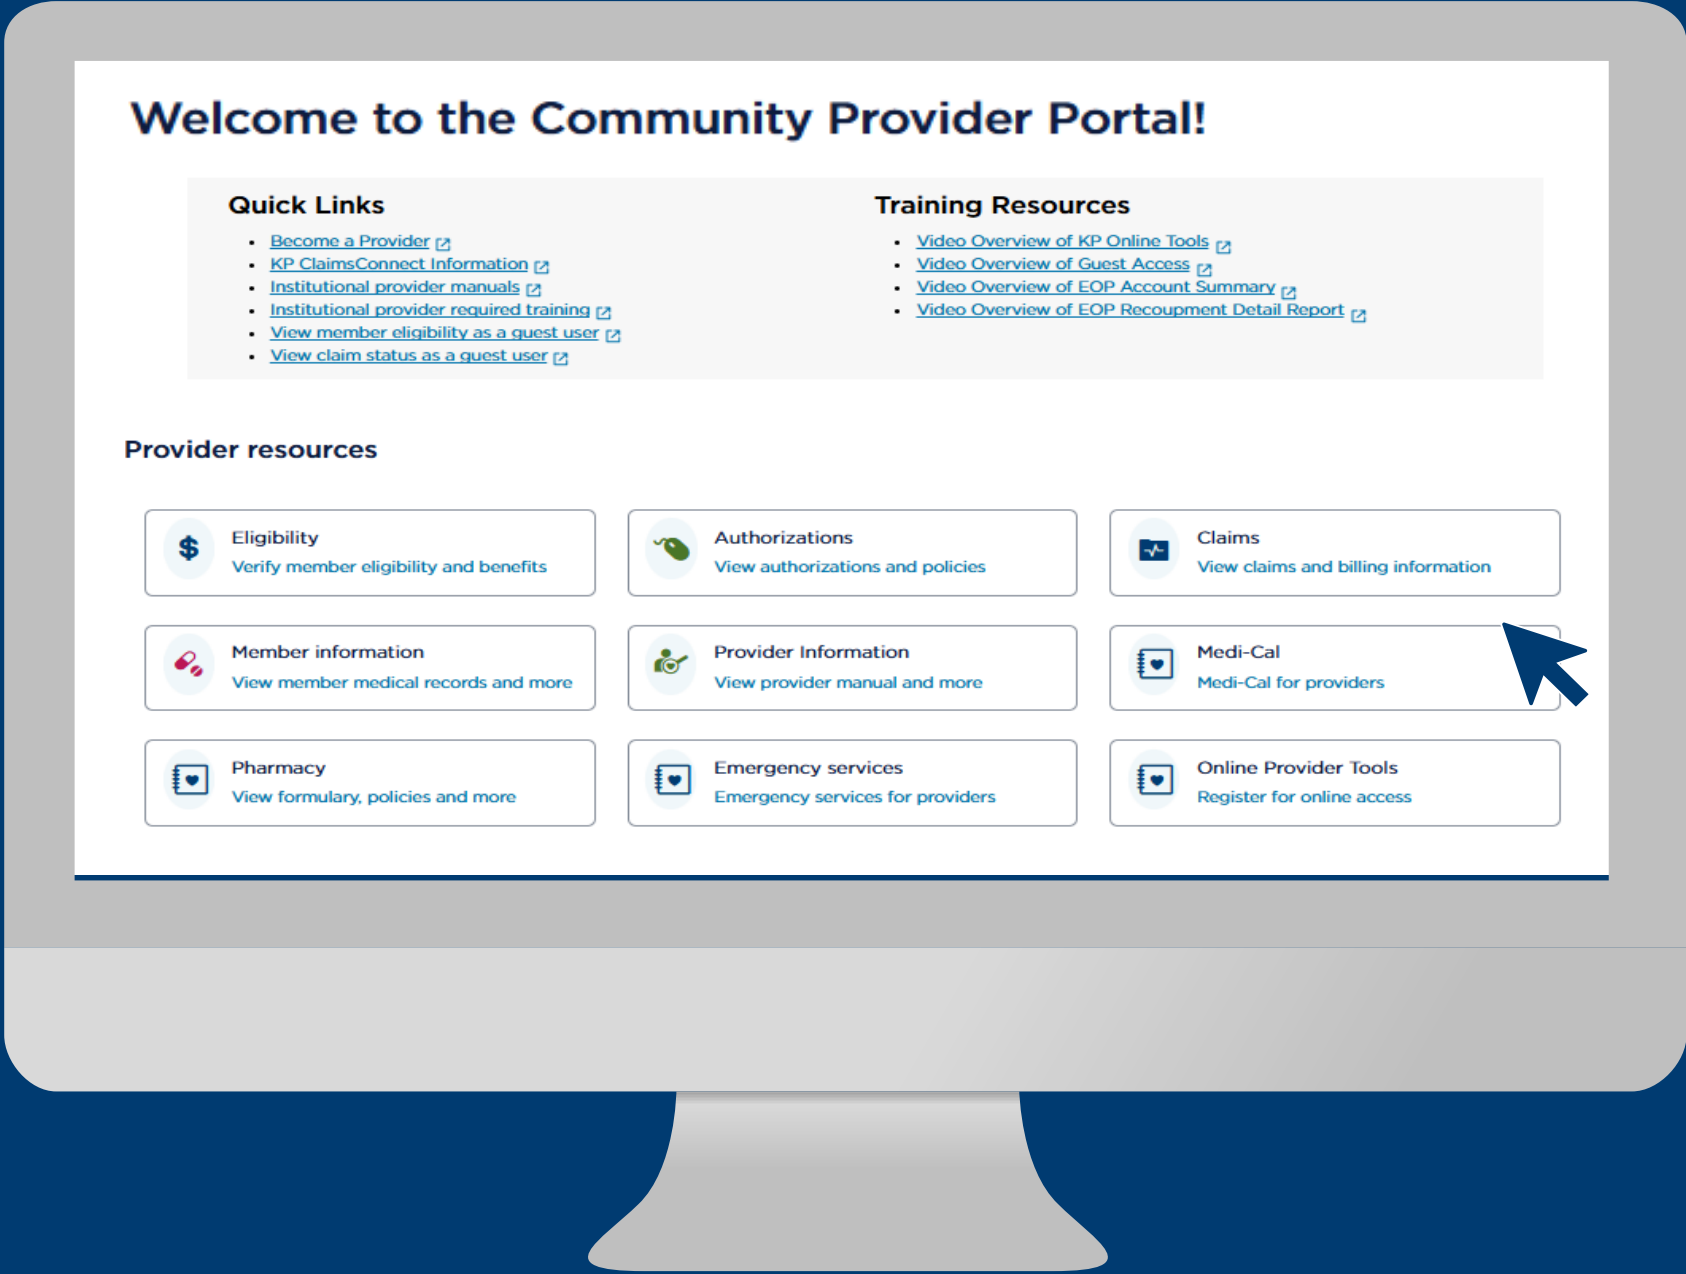 Welcome to the Community Provider Portal!
Quick Links
Become a Provider
KP ClaimsConnect Information
Institutional provider manuals
Institutional provider required training
View member eligibility as a guest user
View claim status as a guest user
Training Resources
Video Overview of KP Online Tools
Video Overview of Guest Access
Video Overview of EOP Account Summary
Video Overview of EOP Recoupment Detail Report
Provider resources
Eligibility
Verify member eligibility and benefits
Authorizations
View authorizations and policies
Claims
View claims and billing information
Member information
View member medical records and more
Provider Information
View provider manual and more
Medi-Cal
Medi-Cal for providers
Pharmacy
View formulary, policies and more
Emergency services
Emergency services for providers
Online Provider Tools
Register for online access